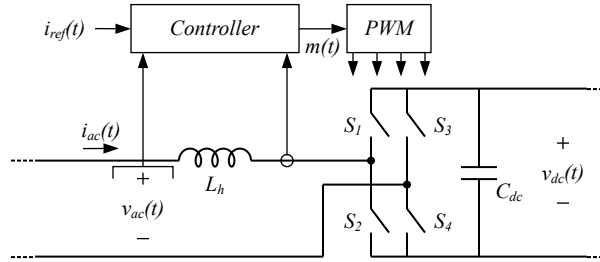 i_ref(t)
Controller
m(t)
PWM
i_ac(t)
L_h
+
v_ac(t)
−
S_1
S_3
S_2
S_4
C_dc
+
v_dc(t)
−